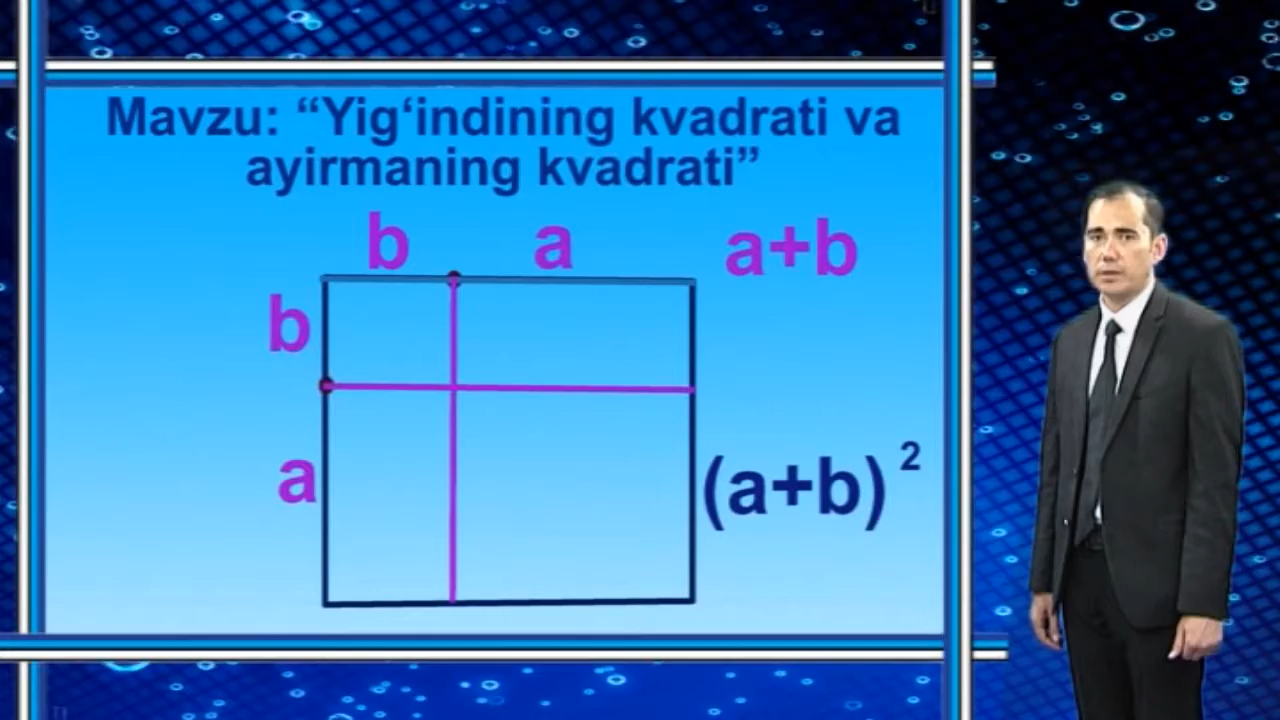 Mavzu: “Yig‘indining kvadrati va
ayirmaning kvadrati”
b a a+b
b
a
(a+b)²